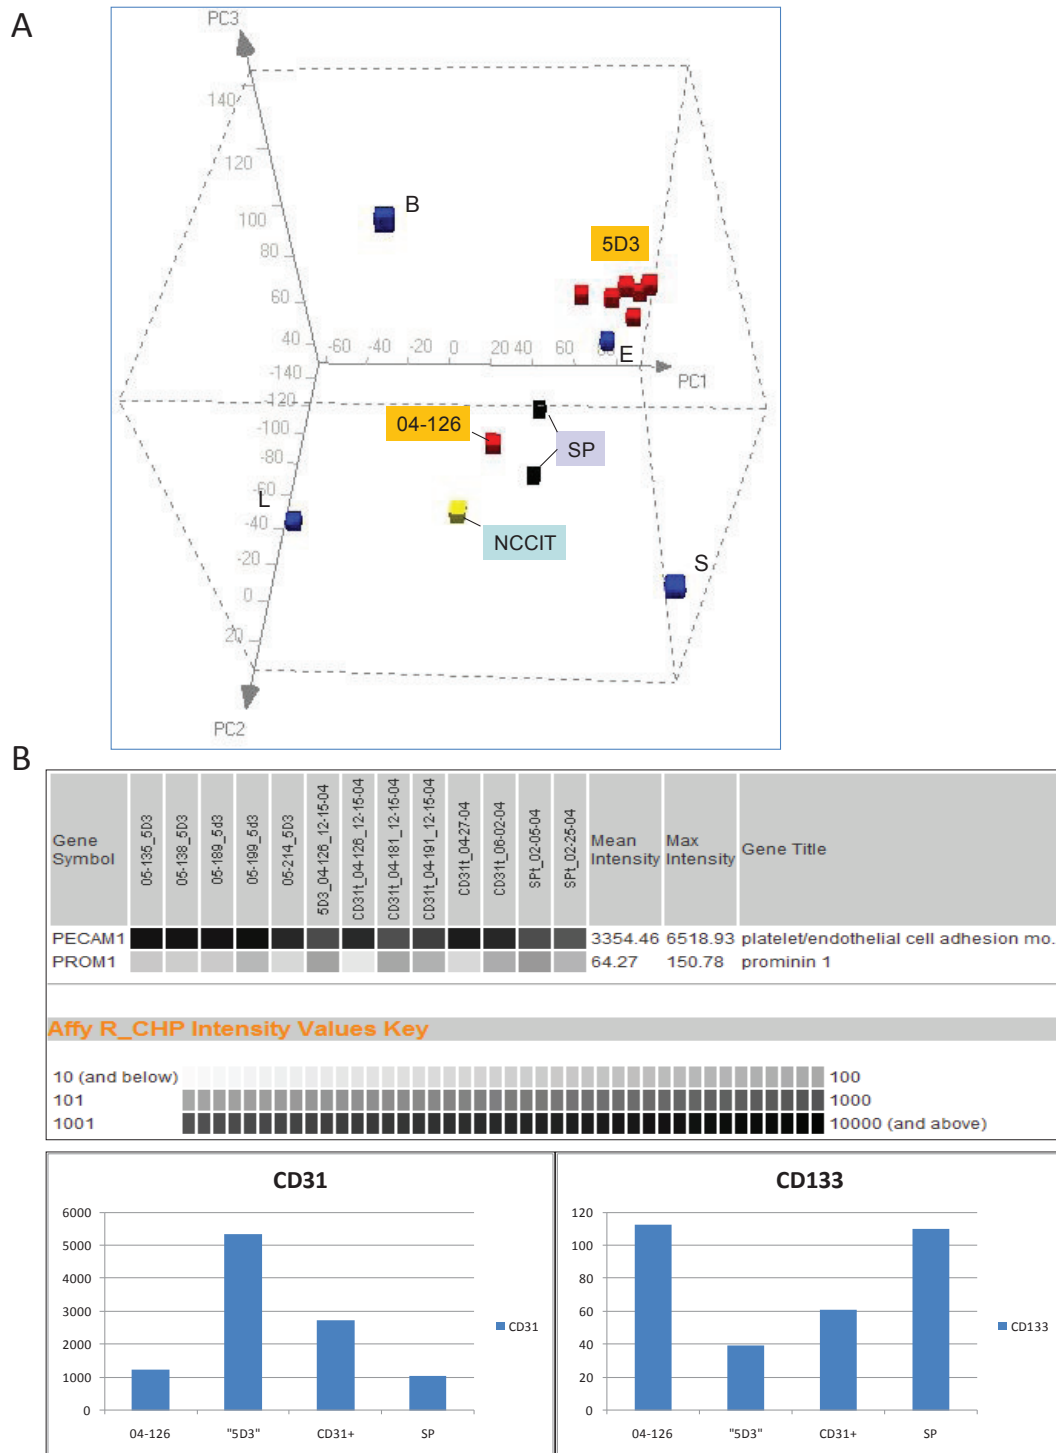 A
PC3
140
120
100
80
60
40
B
5D3
E
-60 -40 -20 0 20 40 60 80
PC1
-140
-120
-100
-80
-60
-40
-20
0
20
04-126
SP
L
NCCIT
S
PC2
B
Gene Symbol 05-135_5D3 05-138_5D3 05-189_5d3 05-199_5d3 05-214_5D3 5D3_04-126_12-15-04 CD31t_04-126_12-15-04 CD31t_04-181_12-15-04 CD31t_04-191_12-15-04 CD31t_04-27-04 CD31t_06-02-04 SPt_02-05-04 SPt_02-25-04 Mean Intensity Max Intensity Gene Title
PECAM1 3354.46 6518.93 platelet/endothelial cell adhesion mo..
PROM1 64.27 150.78 prominin 1
Affy R_CHP Intensity Values Key
10 (and below) 100
101 1000
1001 10000 (and above)
CD31
6000
5000
4000
3000
2000
1000
0
04-126 "5D3" CD31+ SP
CD31
CD133
120
100
80
60
40
20
0
04-126 "5D3" CD31+ SP
CD133